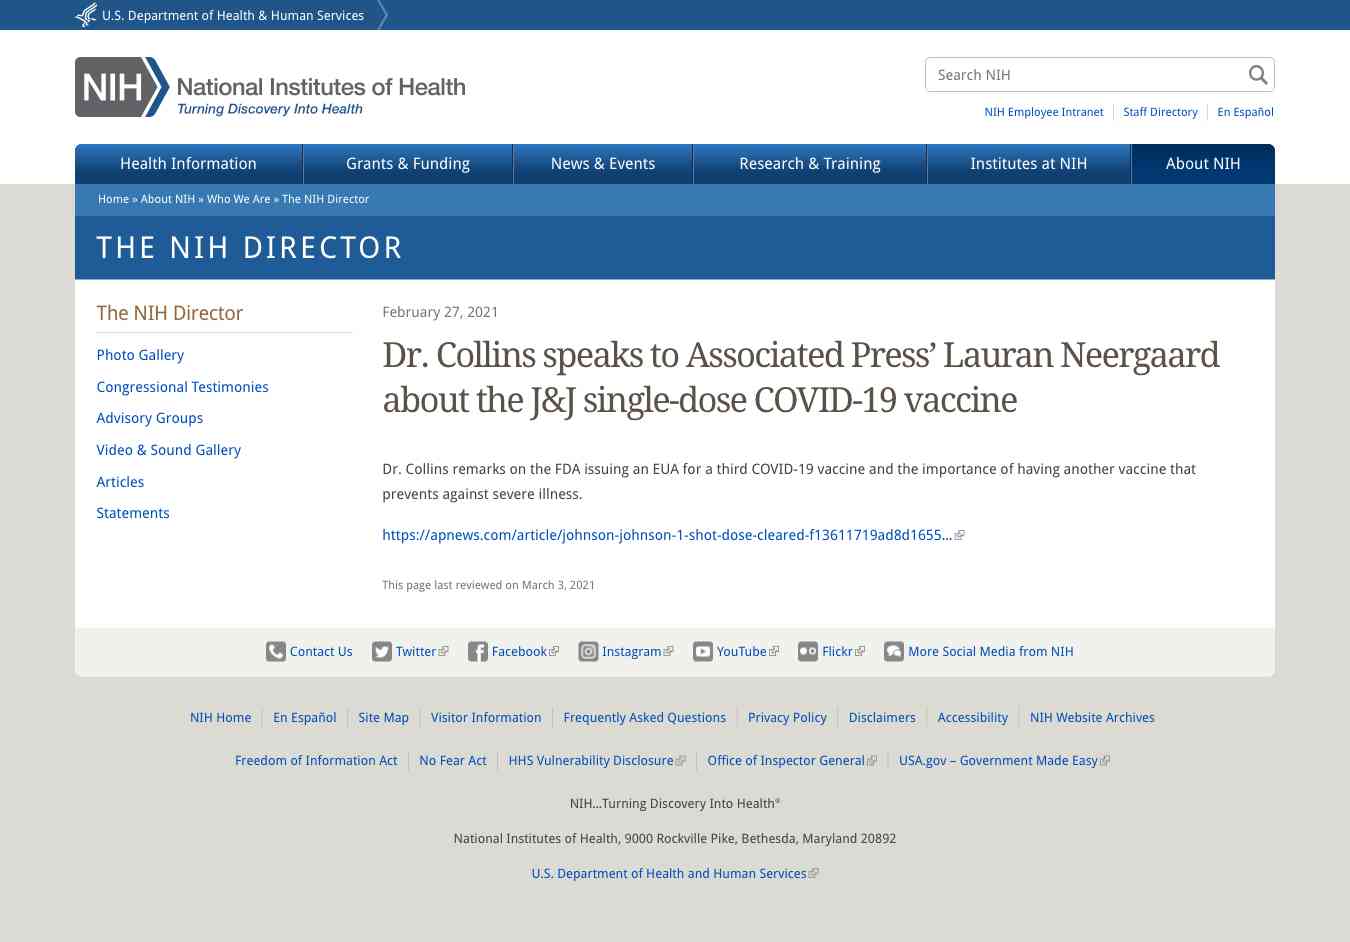 U.S. Department of Health & Human Services
NIH National Institutes of Health
Turning Discovery Into Health
Search NIH
NIH Employee Intranet
Staff Directory
En Español
Health Information
Grants & Funding
News & Events
Research & Training
Institutes at NIH
About NIH
Home » About NIH » Who We Are » The NIH Director
THE NIH DIRECTOR
The NIH Director
Photo Gallery
Congressional Testimonies
Advisory Groups
Video & Sound Gallery
Articles
Statements
February 27, 2021
Dr. Collins speaks to Associated Press’ Lauran Neergaard
about the J&J single-dose COVID-19 vaccine
Dr. Collins remarks on the FDA issuing an EUA for a third COVID-19 vaccine and the importance of having another vaccine that
prevents against severe illness.
https://apnews.com/article/johnson-johnson-1-shot-dose-cleared-f13611719ad8d1655...
This page last reviewed on March 3, 2021
Contact Us
Twitter
Facebook
Instagram
YouTube
Flickr
More Social Media from NIH
NIH Home
En Español
Site Map
Visitor Information
Frequently Asked Questions
Privacy Policy
Disclaimers
Accessibility
NIH Website Archives
Freedom of Information Act
No Fear Act
HHS Vulnerability Disclosure
Office of Inspector General
USA.gov – Government Made Easy
NIH…Turning Discovery Into Health®
National Institutes of Health, 9000 Rockville Pike, Bethesda, Maryland 20892
U.S. Department of Health and Human Services